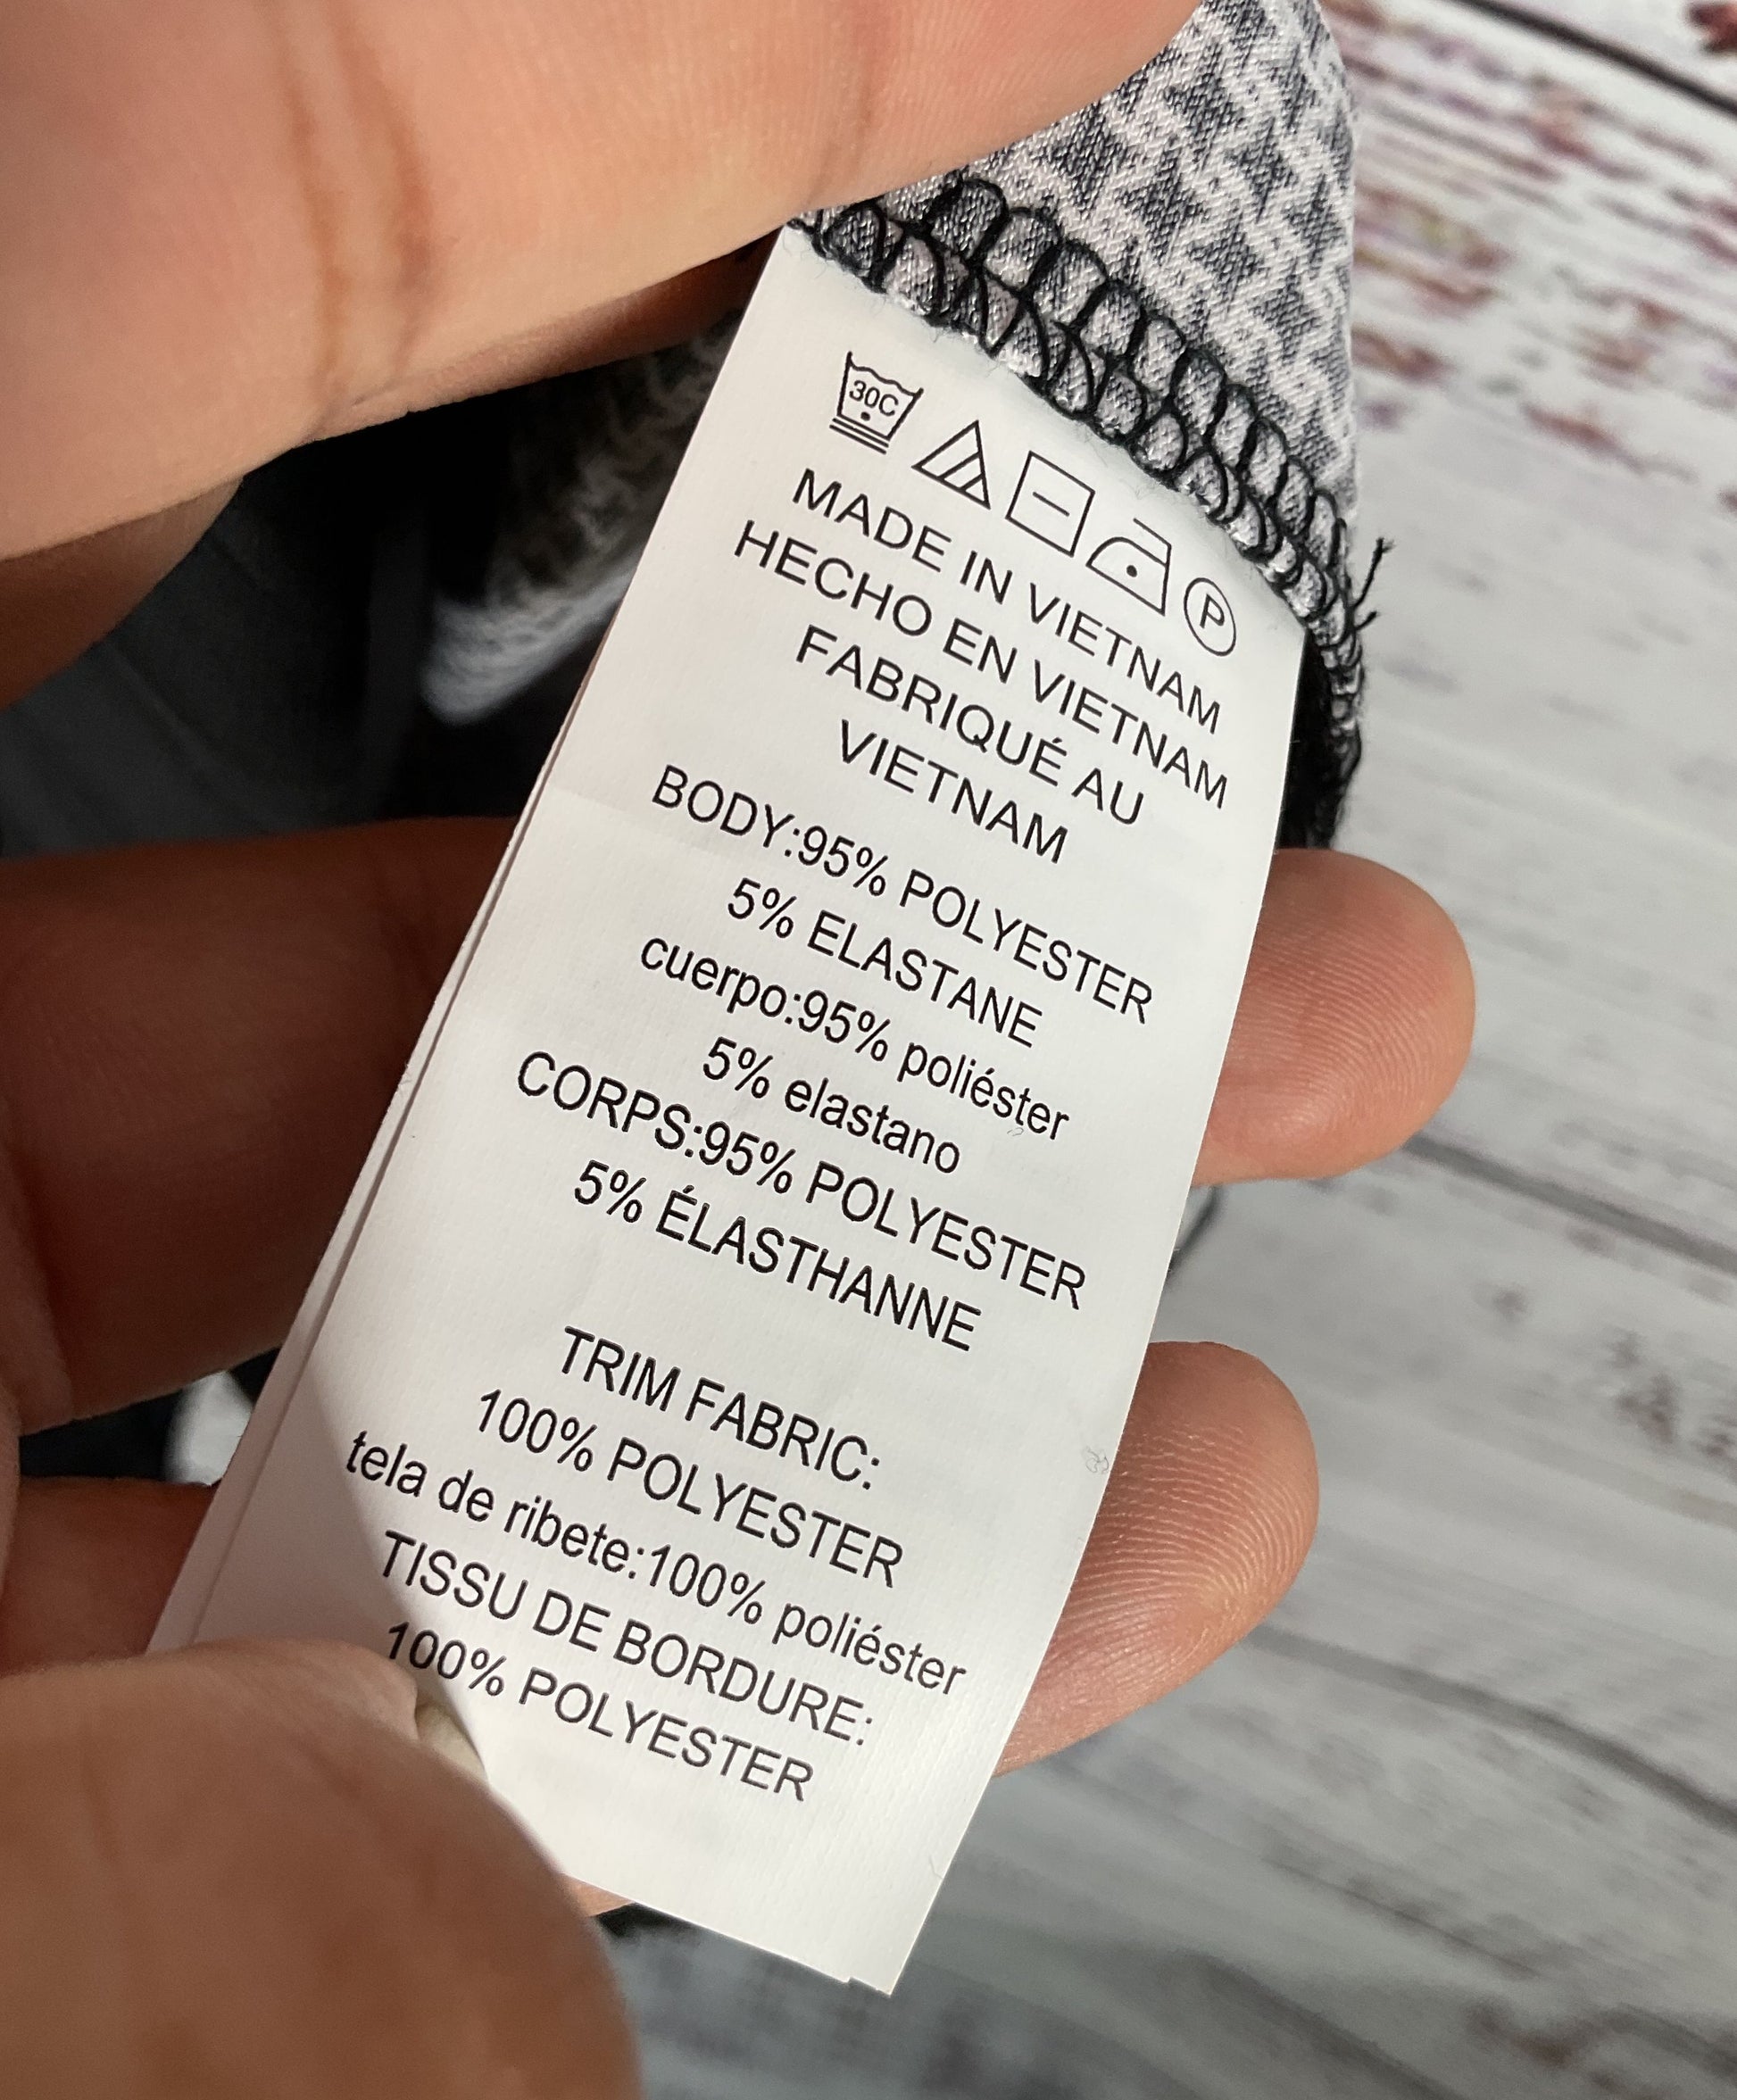 30C
P
MADE IN VIETNAM
HECHO EN VIETNAM
FABRIQUÉ AU
VIETNAM
BODY:95% POLYESTER
5% ELASTANE
cuerpo:95% poliéster
5% elastano
CORPS:95% POLYESTER
5% ÉLASTHANNE
TRIM FABRIC:
100% POLYESTER
tela de ribete:100% poliéster
TISSU DE BORDURE:
100% POLYESTER